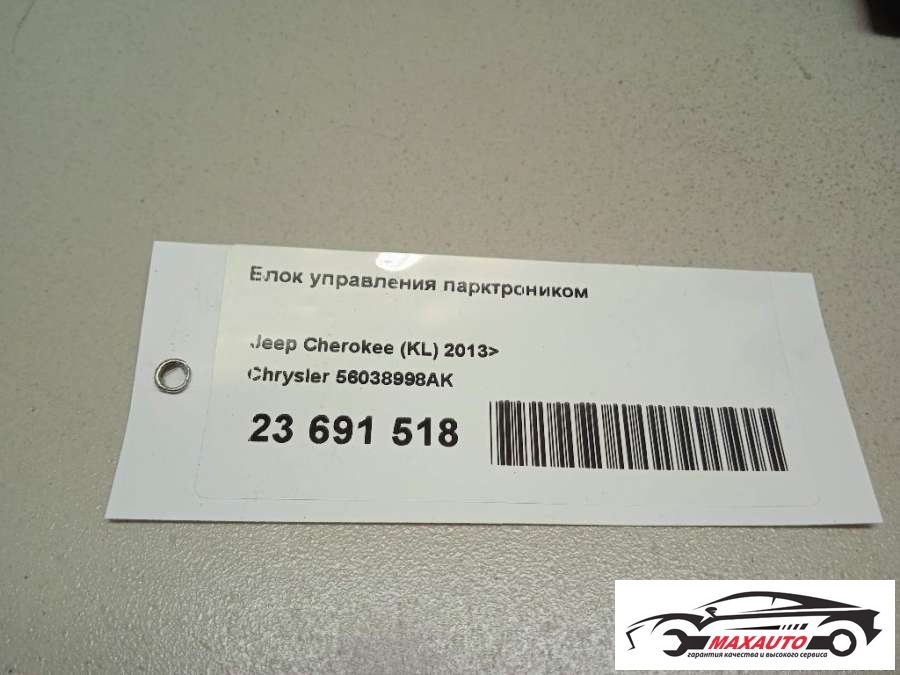 Блок управления парктроником
Jeep Cherokee (KL) 2013>
Chrysler 56038998AK
23 691 518
MAXAUTO
гарантия качества и высокого сервиса